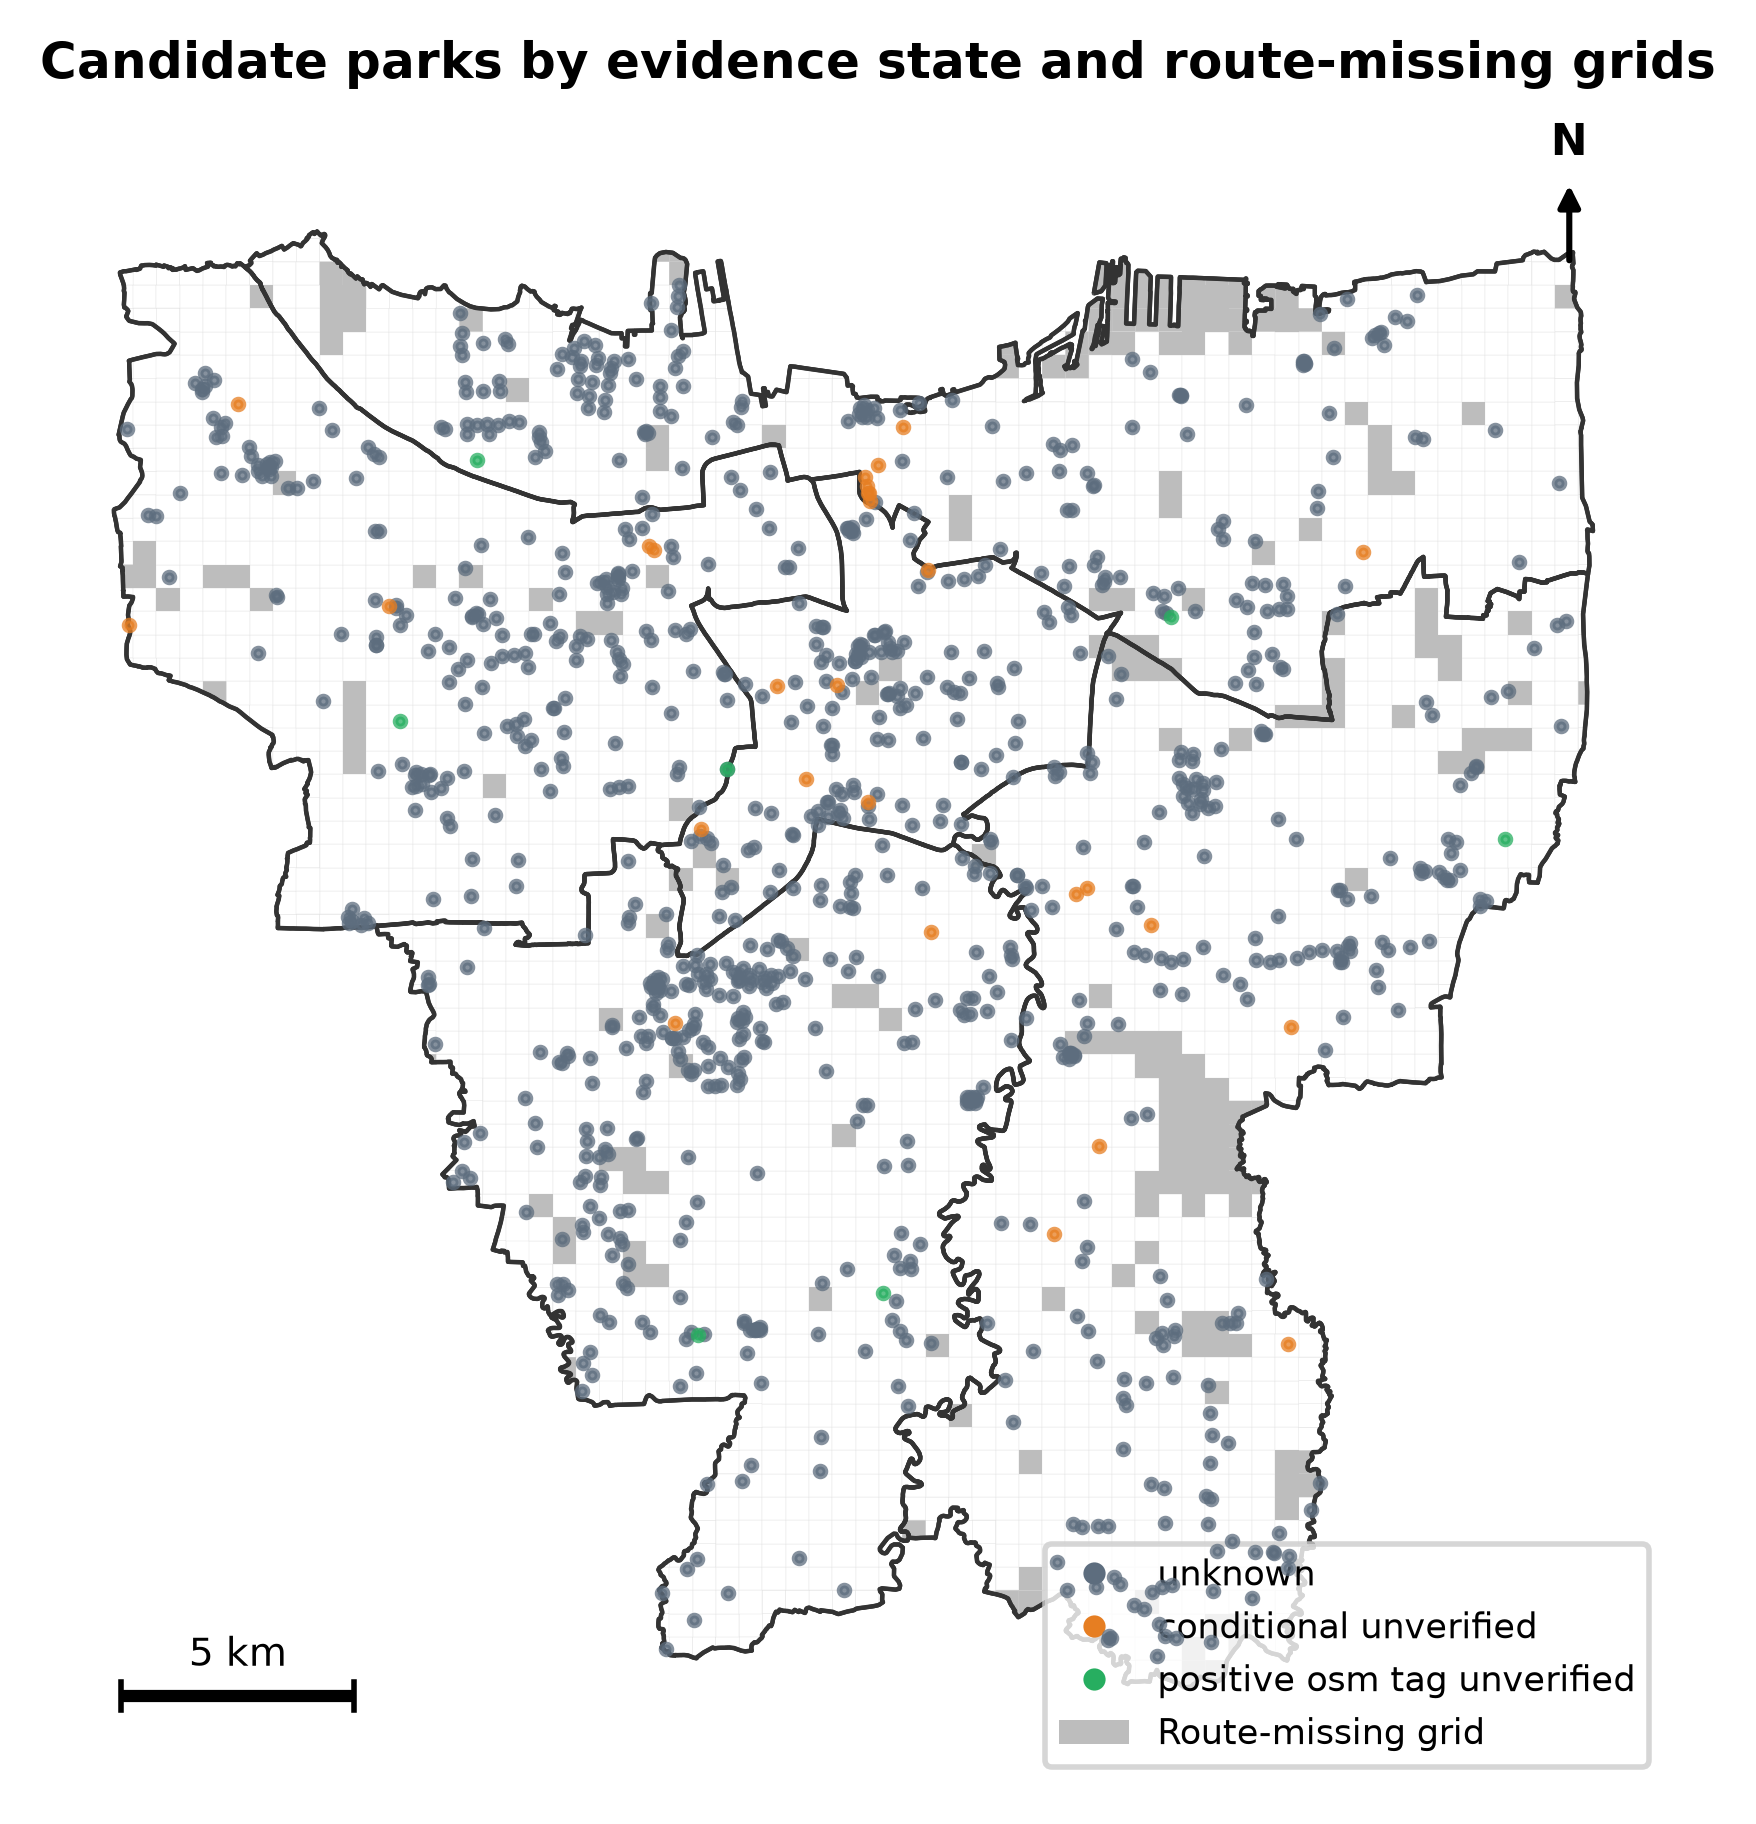 Candidate parks by evidence state and route-missing grids
N
5 km
unknown
conditional unverified
positive osm tag unverified
Route-missing grid